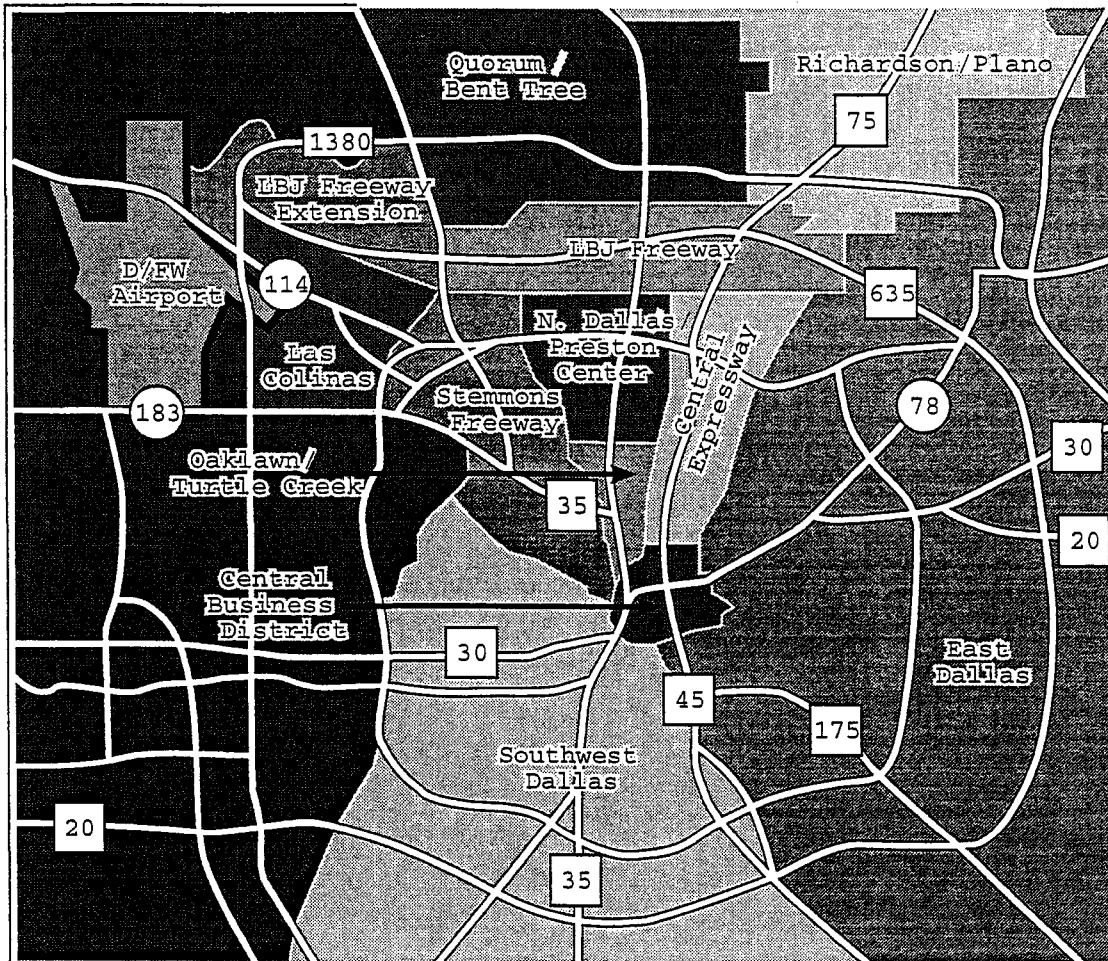 Quorum /
Bent Tree
Richardson/Plano
75
1380
LBJ Freeway
Extension
LBJ Freeway
D/FW
Airport
114
635
N. Dallas/
Preston
Center
Central
Expressway
Las
Colinas
Stemmons
Freeway
183
78
30
Oaklawn/
Turtle Creek
35
20
Central
Business
District
30
East
Dallas
45
175
Southwest
Dallas
20
35